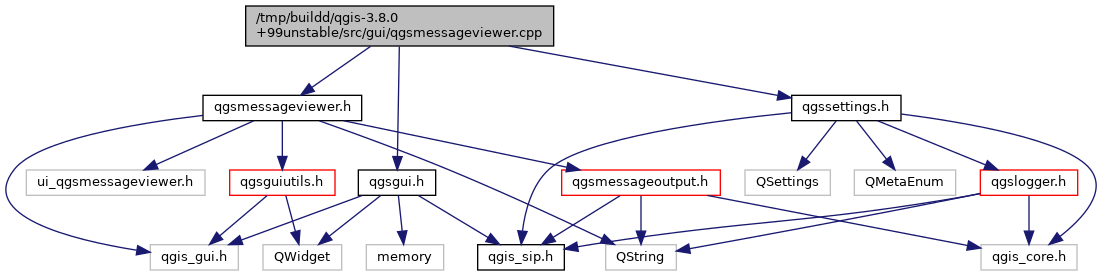 /tmp/buildd/qgis-3.8.0
+99unstable/src/gui/qgsmessageviewer.cpp
qgsmessageviewer.h
qgssettings.h
ui_qgsmessageviewer.h
qgsguiutils.h
qgsgui.h
qgsmessageoutput.h
QSettings
QMetaEnum
qgslogger.h
qgis_gui.h
QWidget
memory
qgis_sip.h
QString
qgis_core.h